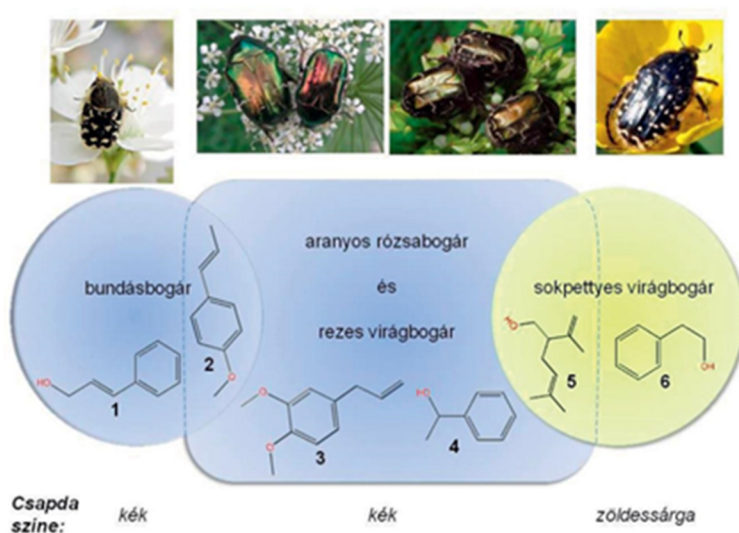 bundásbogár
aranyos rózsabogár
és
rezes virágbogár
sokpettyes virágbogár
HO
1
2
O
O
O
3
HO
4
5
6
OH
Csapda
színe:
kék
kék
zöldessárga